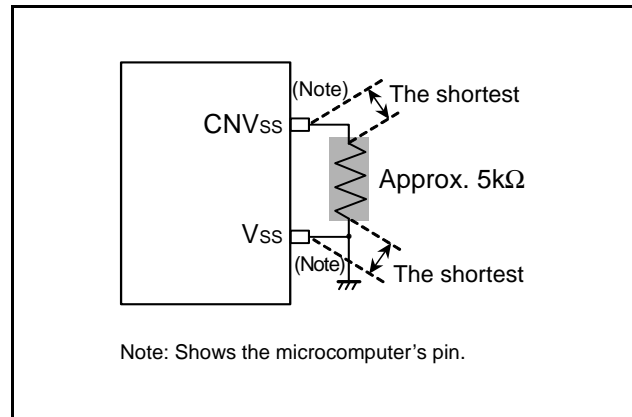 (Note)
The shortest
CNVss
Approx. 5kΩ
Vss
(Note)
The shortest
Note: Shows the microcomputer's pin.